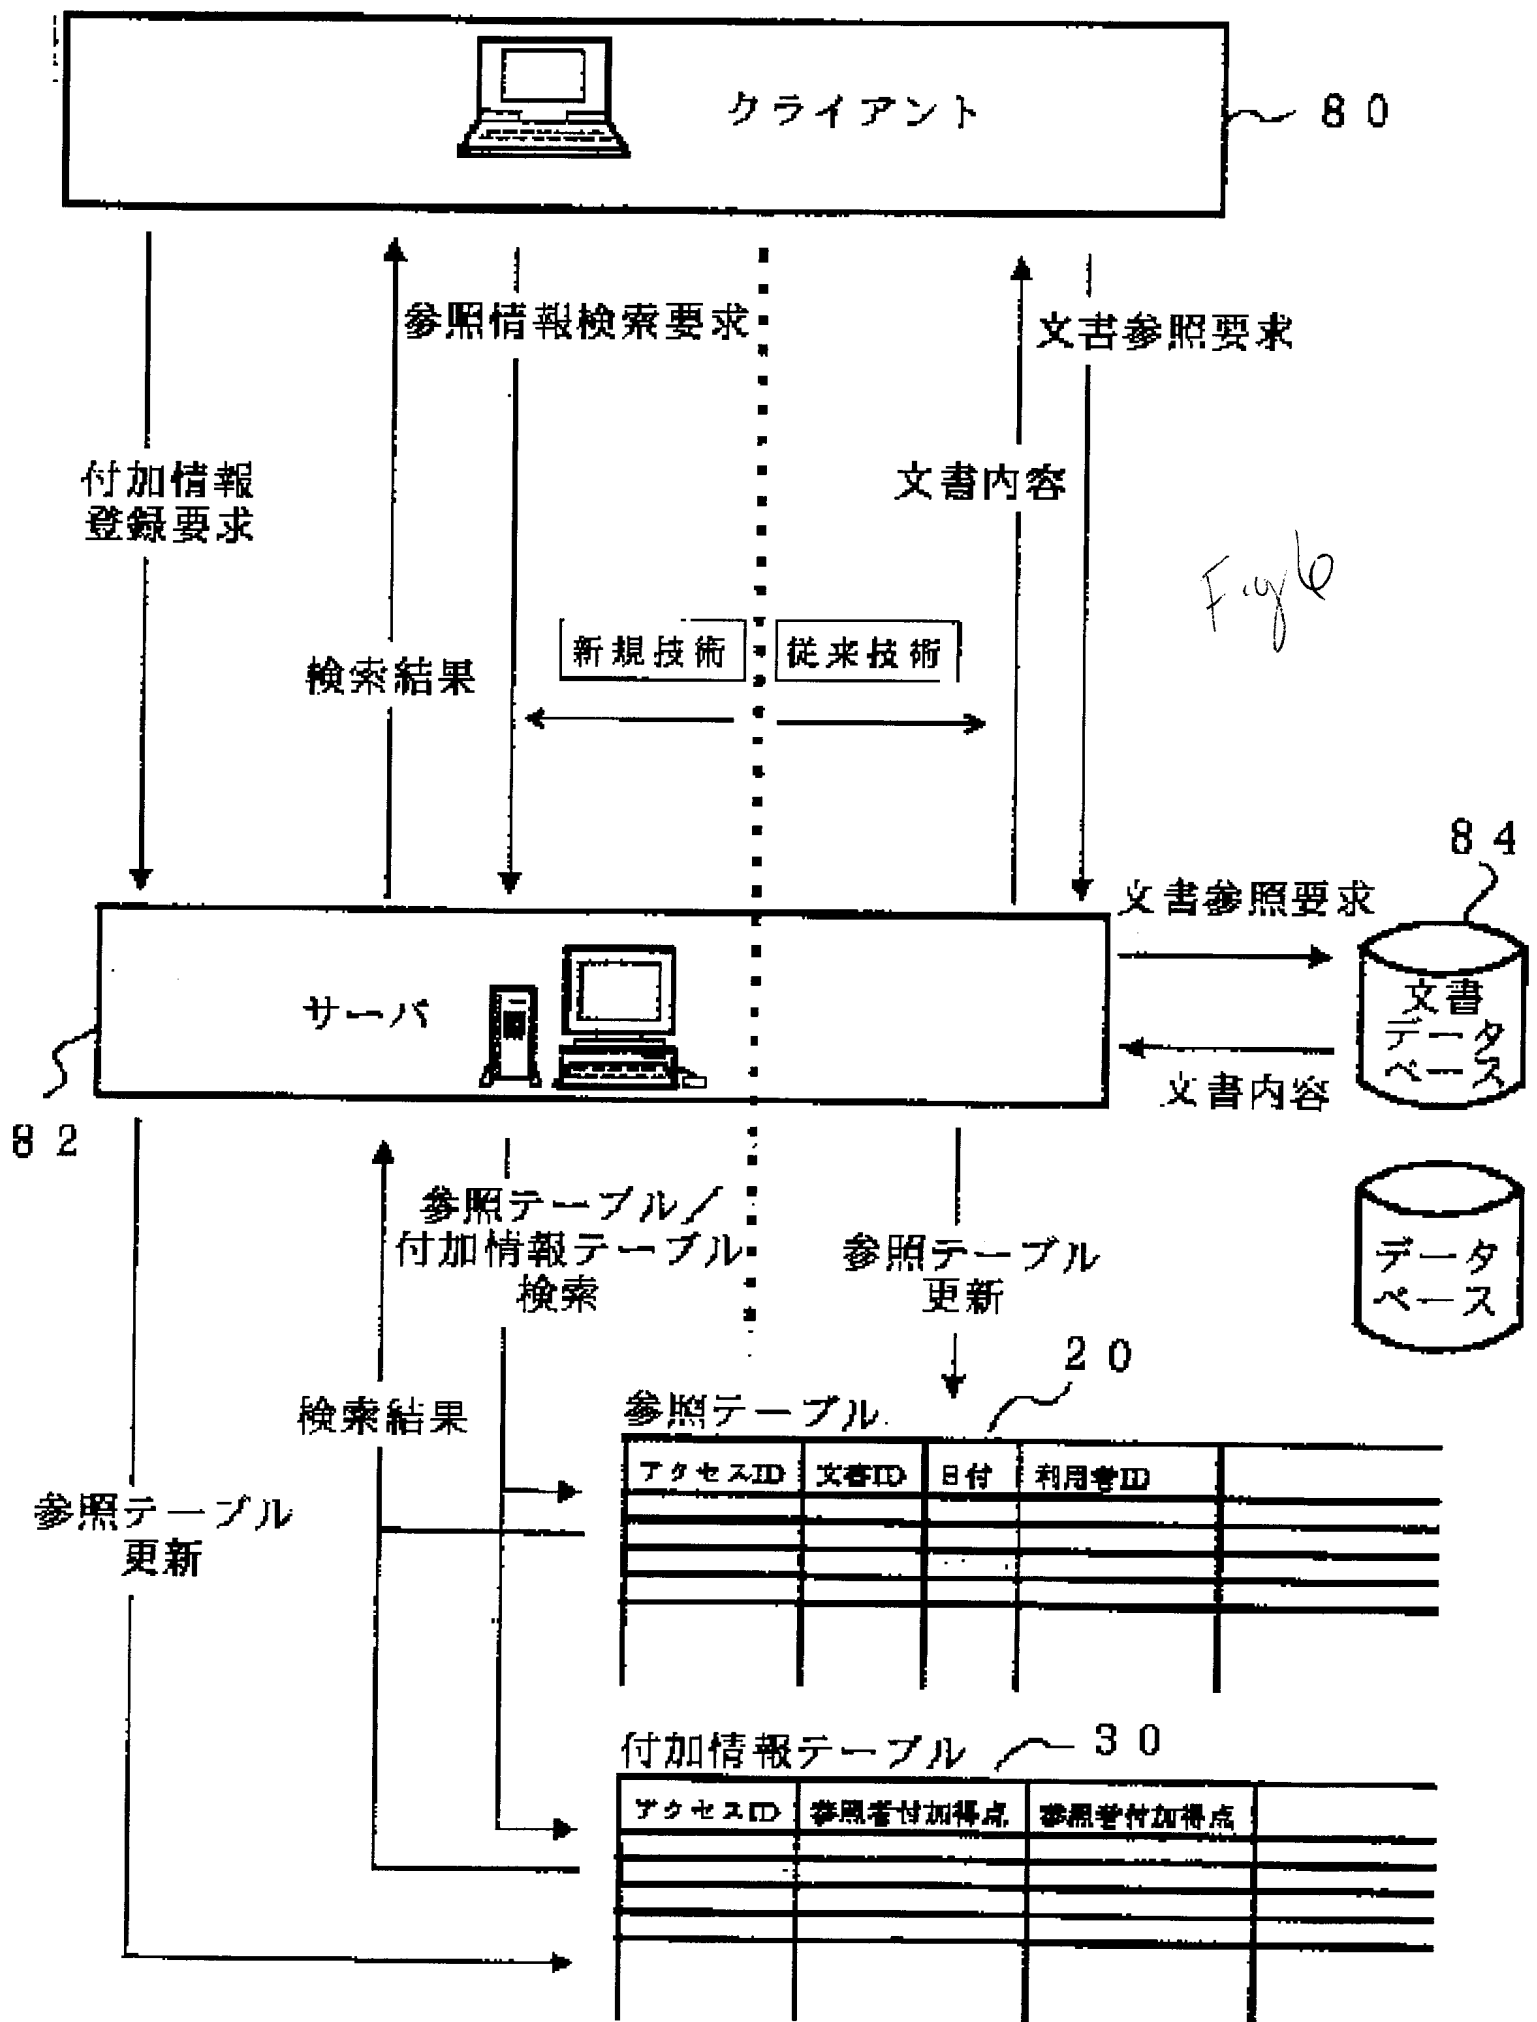 クライアント
８０
参照情報検索要求
文書参照要求
付加情報
登録要求
文書内容
Fig 6
検索結果
新規技術
従来技術
８４
文書参照要求
サーバ
文書
データ
ベース
文書内容
８２
参照テーブル／
付加情報テーブル
検索
参照テーブル
更新
データ
ベース
２０
検索結果
参照テーブル
アクセスID 文書ID 日付 利用者ID
参照テーブル
更新
付加情報テーブル
３０
アクセスID 参照者付加得点 参照者付加得点